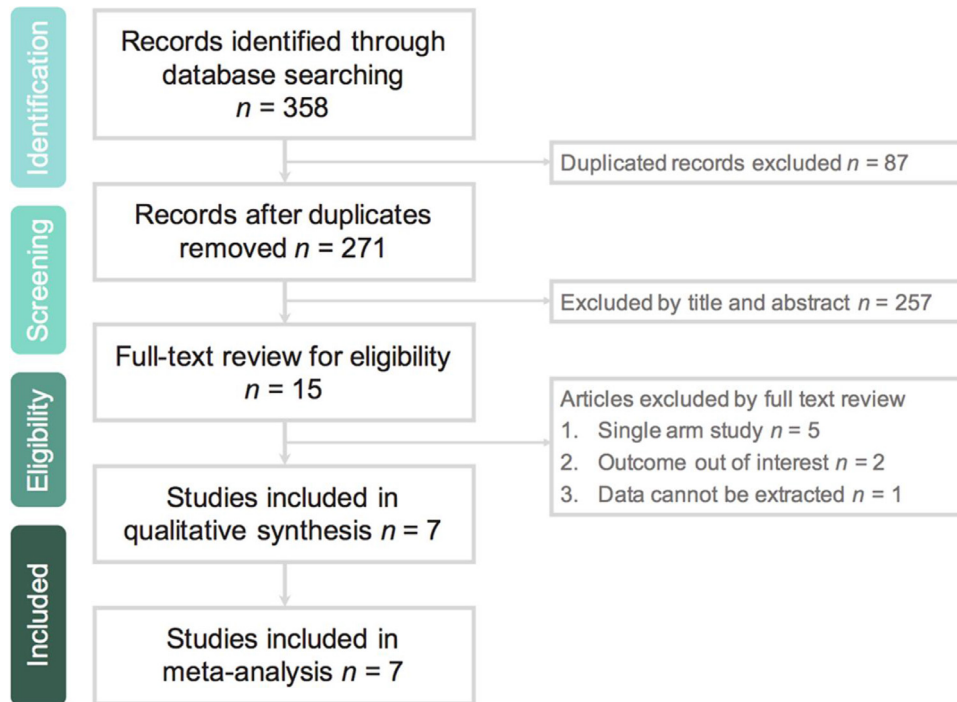 Identification
Records identified through
database searching
n = 358
Duplicated records excluded n = 87
Screening
Records after duplicates
removed n = 271
Excluded by title and abstract n = 257
Eligibility
Full-text review for eligibility
n = 15
Articles excluded by full text review
1. Single arm study n = 5
2. Outcome out of interest n = 2
3. Data cannot be extracted n = 1
Studies included in
qualitative synthesis n = 7
Included
Studies included in
meta-analysis n = 7